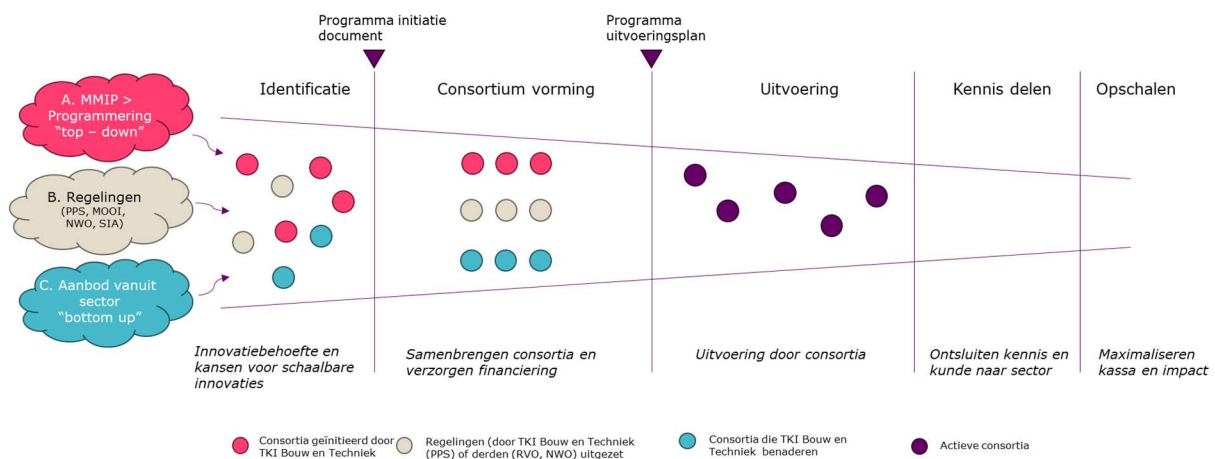 Programma initiatie
document
Programma
uitvoeringsplan
Identificatie
Consortium vorming
Uitvoering
Kennis delen
Opschalen
A. MMIP >
Programmering
“top – down”
B. Regelingen
(PPS, MOOI,
NWO, SIA)
C. Aanbod vanuit
sector
“bottom up”
Innovatiebehoefte en
kansen voor schaalbare
innovaties
Samenbrengen consortia en
verzorgen financiering
Uitvoering door consortia
Ontsluiten kennis en
kunde naar sector
Maximaliseren
kassa en impact
Consortia geïnitieerd door
TKI Bouw en Techniek
Regelingen (door TKI Bouw en Techniek
(PPS) of derden (RVO, NWO) uitgezet
Consortia die TKI Bouw en
Techniek benaderen
Actieve consortia